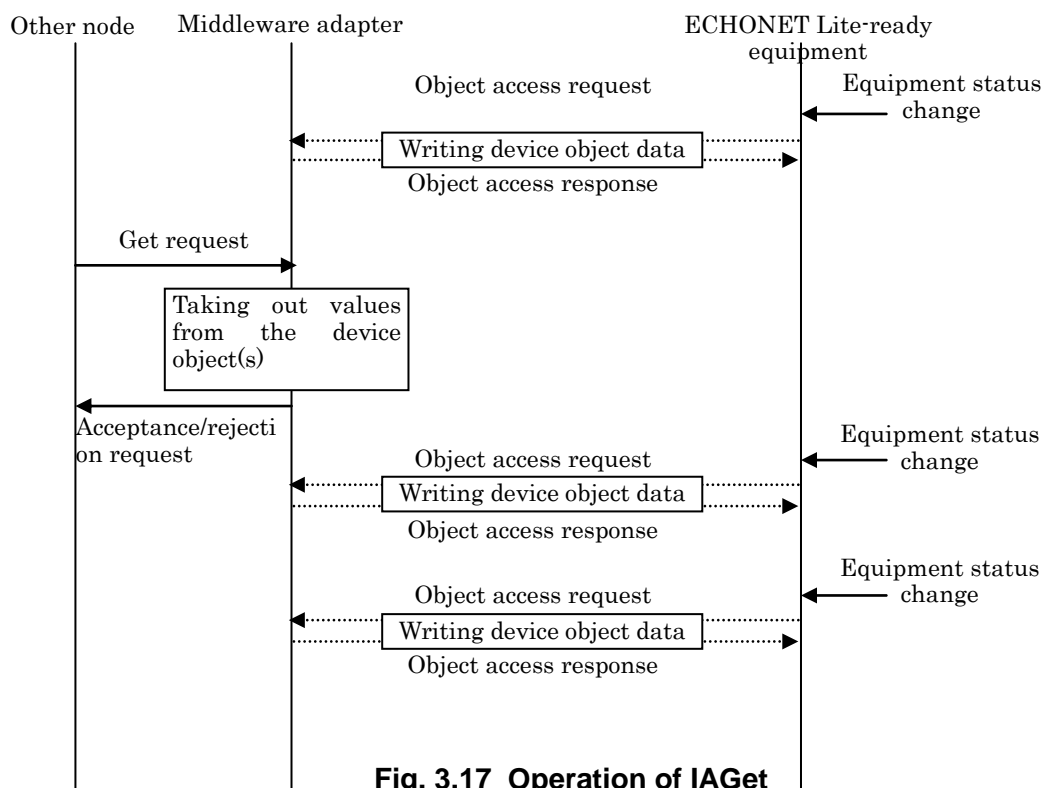 Other node
Middleware adapter
ECHONET Lite-ready
equipment
Object access request
Equipment status
change
Writing device object data
Object access response
Get request
Taking out values
from the device
object(s)
Acceptance/rejecti
on request
Equipment status
change
Object access request
Writing device object data
Object access response
Equipment status
change
Object access request
Writing device object data
Object access response
Fig. 3.17 Operation of IAGet